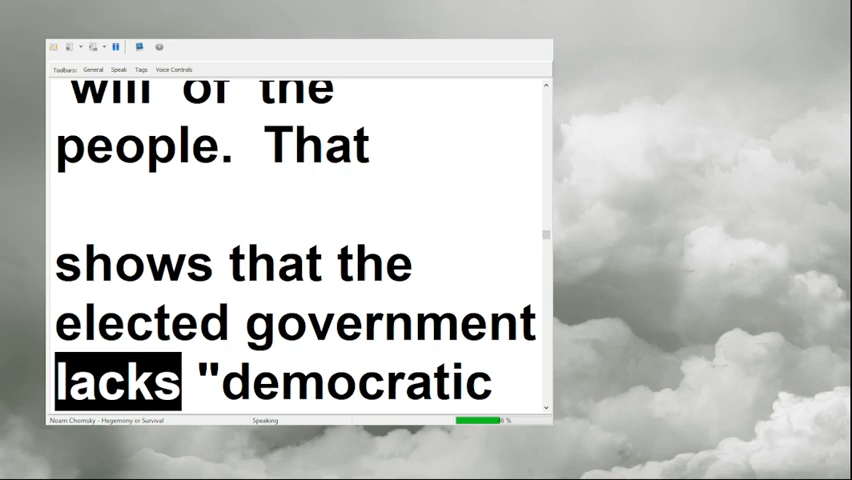 Toolbars: General Speak Tags Voice Controls
will of the
people. That
shows that the
elected government
lacks "democratic
Noam Chomsky - Hegemony or Survival Speaking 46 %